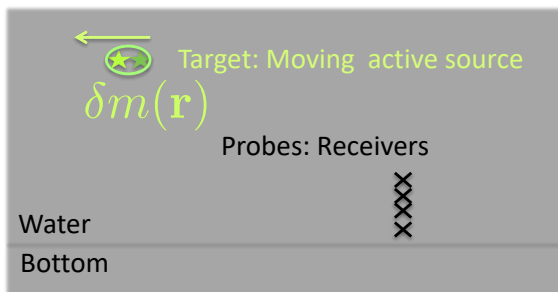 Target: Moving active source
δm(r)
Probes: Receivers
Water
Bottom